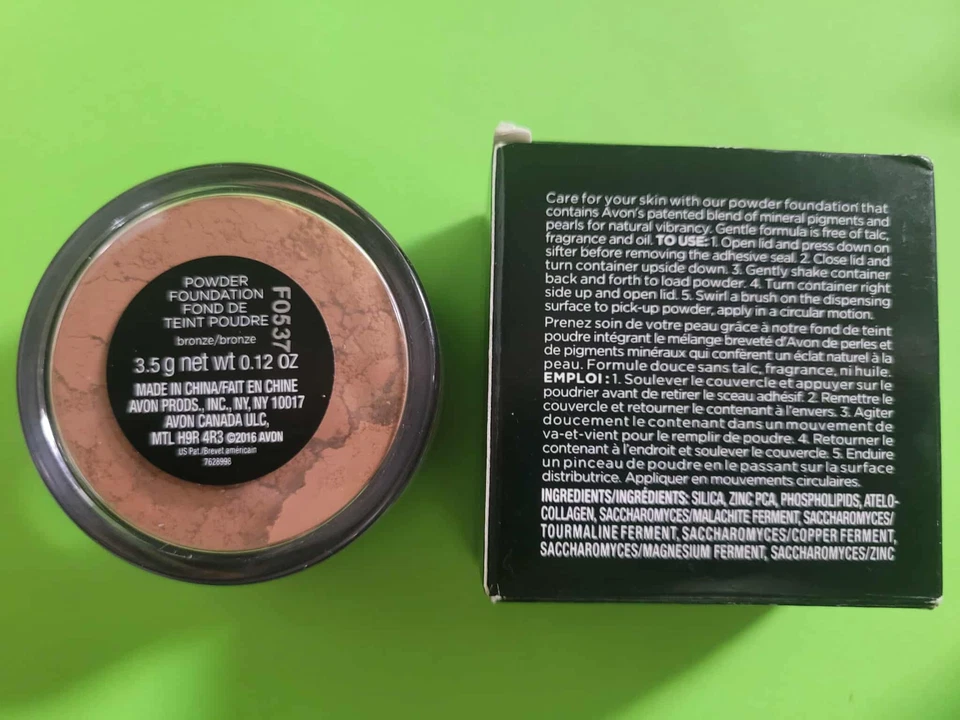 POWDER
FOUNDATION
FOND DE
TEINT POUDRE
bronze/bronze
3.5 g net wt 0.12 OZ
MADE IN CHINA/FAIT EN CHINE
AVON PRODS., INC., NY, NY 10017
AVON CANADA ULC,
MTL H9R 4R3 ©2016 AVON
US Pat./Brevet américain
7628998
F0537
Care for your skin with our powder foundation that
contains Avon's patented blend of mineral pigments and
pearls for natural vibrancy. Gentle formula is free of talc,
fragrance and oil. TO USE: 1. Open lid and press down on
sifter before removing the adhesive seal. 2. Close lid and
turn container upside down. 3. Gently shake container
back and forth to load powder. 4. Turn container right
side up and open lid. 5. Swirl a brush on the dispensing
surface to pick-up powder, apply in a circular motion.
Prenez soin de votre peau grâce à notre fond de teint
poudre intégrant le mélange breveté d'Avon de perles et
de pigments minéraux qui confèrent un éclat naturel à la
peau. Formule douce sans talc, fragrance, ni huile.
EMPLOI : 1. Soulever le couvercle et appuyer sur le
poudrier avant de retirer le sceau adhésif. 2. Remettre le
couvercle et retourner le contenant à l'envers. 3. Agiter
doucement le contenant dans un mouvement de
va-et-vient pour le remplir de poudre. 4. Retourner le
contenant à l'endroit et soulever le couvercle. 5. Enduire
un pinceau de poudre en le passant sur la surface
distributrice. Appliquer en mouvements circulaires.
INGREDIENTS/INGRÉDIENTS: SILICA, ZINC PCA, PHOSPHOLIPIDS, ATELO-
COLLAGEN, SACCHAROMYCES/MALACHITE FERMENT, SACCHAROMYCES/
TOURMALINE FERMENT, SACCHAROMYCES/COPPER FERMENT,
SACCHAROMYCES/MAGNESIUM FERMENT, SACCHAROMYCES/ZINC